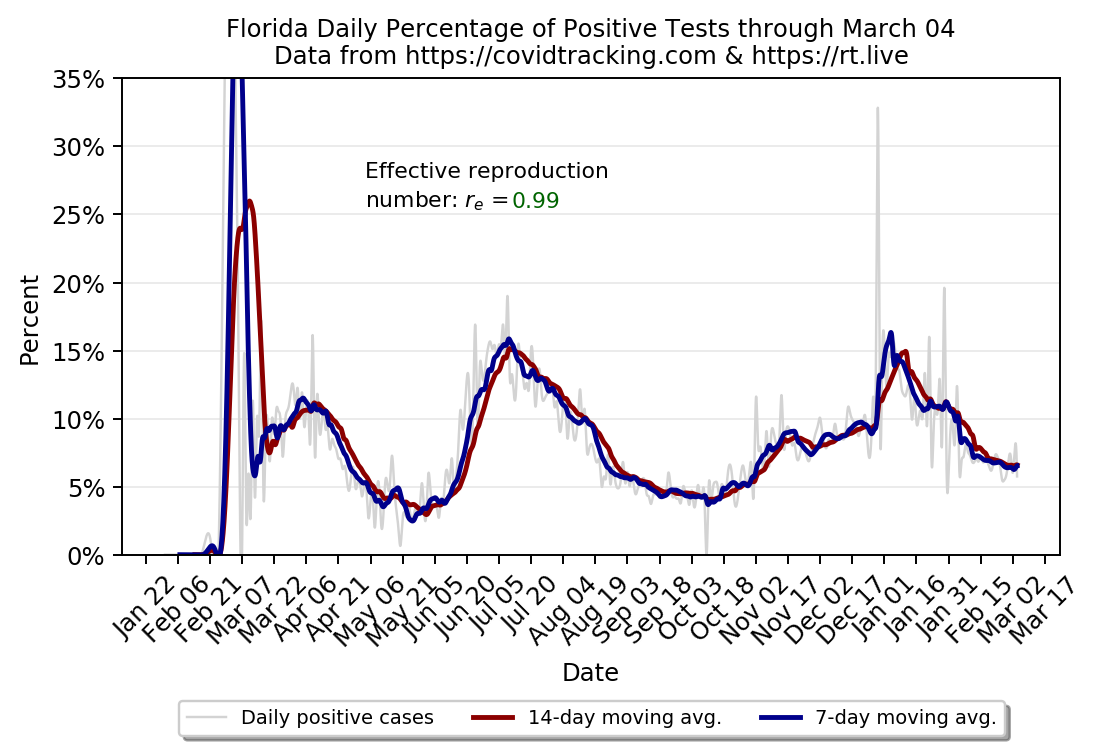 Florida Daily Percentage of Positive Tests through March 04
Data from https://covidtracking.com & https://rt.live
35%
30%
25%
20%
15%
10%
5%
0%
Percent
Effective reproduction
number: rₑ = 0.99
Jan 22
Feb 06
Feb 21
Mar 07
Mar 22
Apr 06
Apr 21
May 06
May 21
Jun 05
Jun 20
Jul 05
Jul 20
Aug 04
Aug 19
Sep 03
Sep 18
Oct 03
Oct 18
Nov 02
Nov 17
Dec 02
Dec 17
Jan 01
Jan 16
Jan 31
Feb 15
Mar 02
Mar 17
Date
Daily positive cases
14-day moving avg.
7-day moving avg.